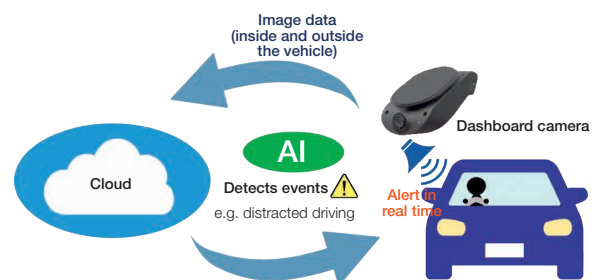 Image data
(inside and outside
the vehicle)
Dashboard camera
AI
Cloud
Detects events
e.g. distracted driving
Alert in
real time